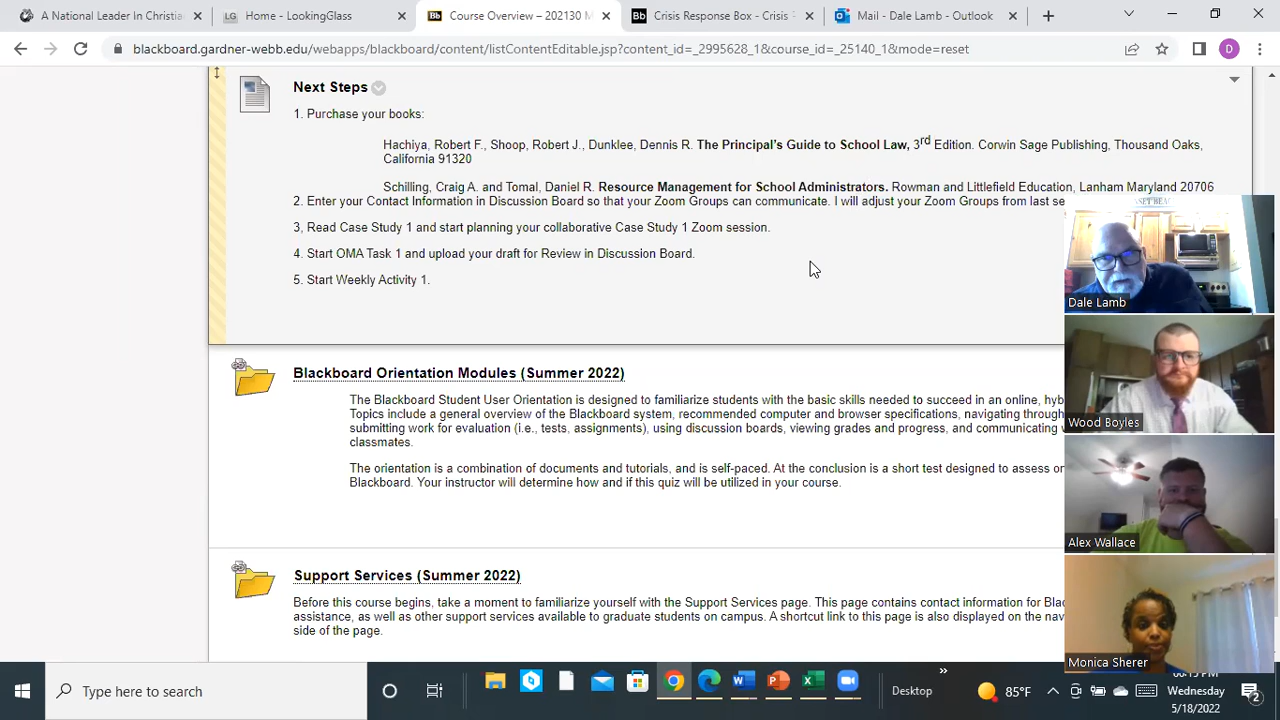 A National Leader in Christia
Home - LookingGlass
Course Overview – 202130 M
Crisis Response Box - Crisis T
Mail - Dale Lamb - Outlook
blackboard.gardner-webb.edu/webapps/blackboard/content/listContentEditable.jsp?content_id=_2995628_1&course_id=_25140_1&mode=reset
D
Next Steps
1. Purchase your books:
Hachiya, Robert F., Shoop, Robert J., Dunklee, Dennis R. The Principal's Guide to School Law, 3rd Edition. Corwin Sage Publishing, Thousand Oaks,
California 91320
Schilling, Craig A. and Tomal, Daniel R. Resource Management for School Administrators. Rowman and Littlefield Education, Lanham Maryland 20706
2. Enter your Contact Information in Discussion Board so that your Zoom Groups can communicate. I will adjust your Zoom Groups from last se
3. Read Case Study 1 and start planning your collaborative Case Study 1 Zoom session.
4. Start OMA Task 1 and upload your draft for Review in Discussion Board.
5. Start Weekly Activity 1.
Dale Lamb
Wood Boyles
Alex Wallace
Monica Sherer
Blackboard Orientation Modules (Summer 2022)
The Blackboard Student User Orientation is designed to familiarize students with the basic skills needed to succeed in an online, hyb
Topics include a general overview of the Blackboard system, recommended computer and browser specifications, navigating through
submitting work for evaluation (i.e., tests, assignments), using discussion boards, viewing grades and progress, and communicating w
classmates.
The orientation is a combination of documents and tutorials, and is self-paced. At the conclusion is a short test designed to assess on
Blackboard. Your instructor will determine how and if this quiz will be utilized in your course.
Support Services (Summer 2022)
Before this course begins, take a moment to familiarize yourself with the Support Services page. This page contains contact information for Blac
assistance, as well as other support services available to graduate students on campus. A shortcut link to this page is also displayed on the nav
side of the page.
Type here to search
Desktop
85°F
Wednesday
5/18/2022
2